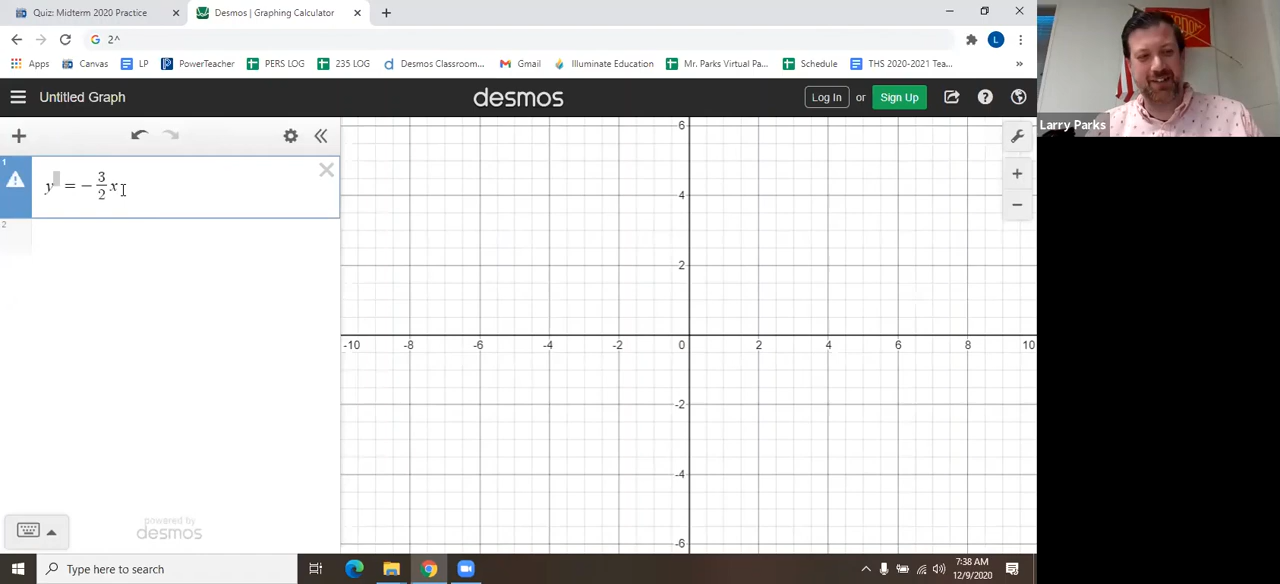 Quiz: Midterm 2020 Practice
Desmos | Graphing Calculator
2^
Apps Canvas LP PowerTeacher PERS LOG 235 LOG Desmos Classroom... Gmail Illuminate Education Mr. Parks Virtual Pa... Schedule THS 2020-2021 Tea... »
Untitled Graph
desmos
Log In or Sign Up
1
y = - 3/2 x
2
6
4
2
-10 -8 -6 -4 -2 0 2 4 6 8 10
-2
-4
-6
powered by
desmos
Larry Parks
Type here to search
7:38 AM
12/9/2020